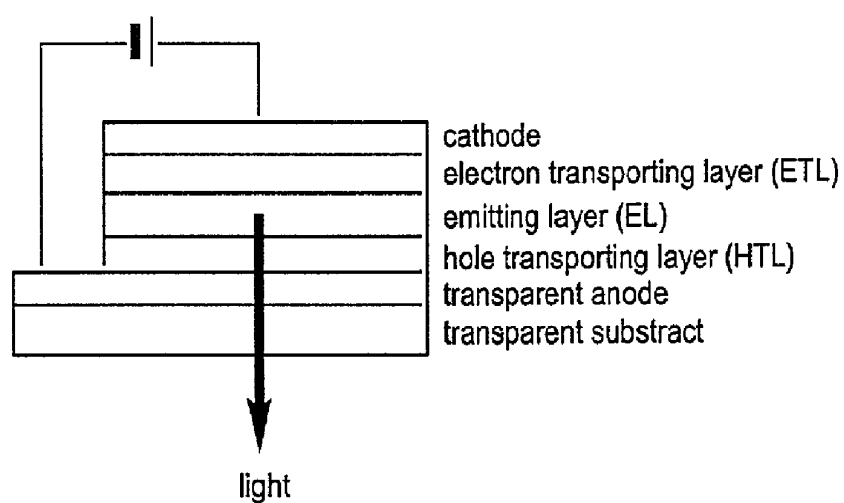 cathode
electron transporting layer (ETL)
emitting layer (EL)
hole transporting layer (HTL)
transparent anode
transparent substract
light